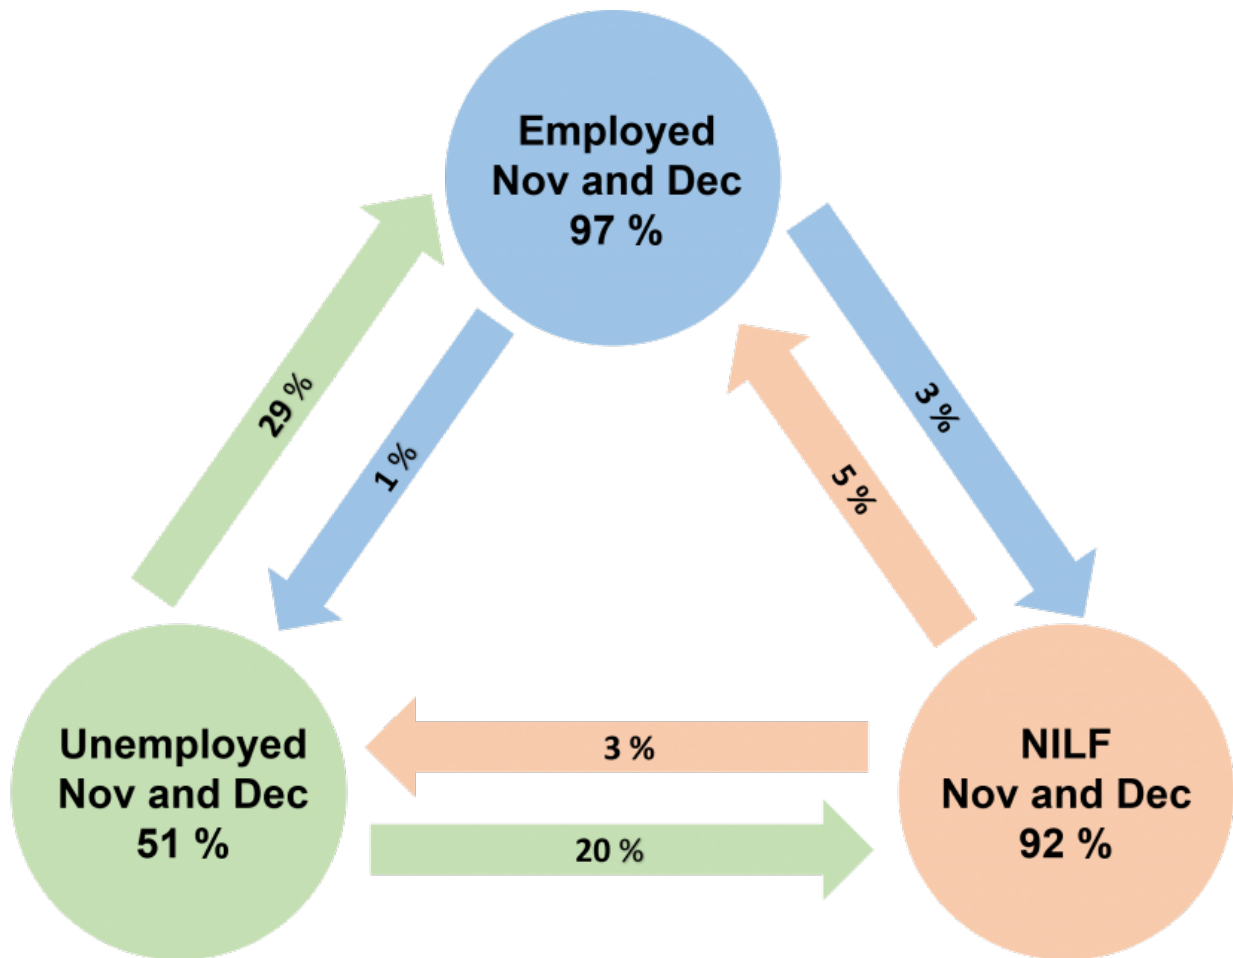 Employed
Nov and Dec
97 %
29 %
1 %
5 %
3 %
Unemployed
Nov and Dec
51 %
3 %
20 %
NILF
Nov and Dec
92 %